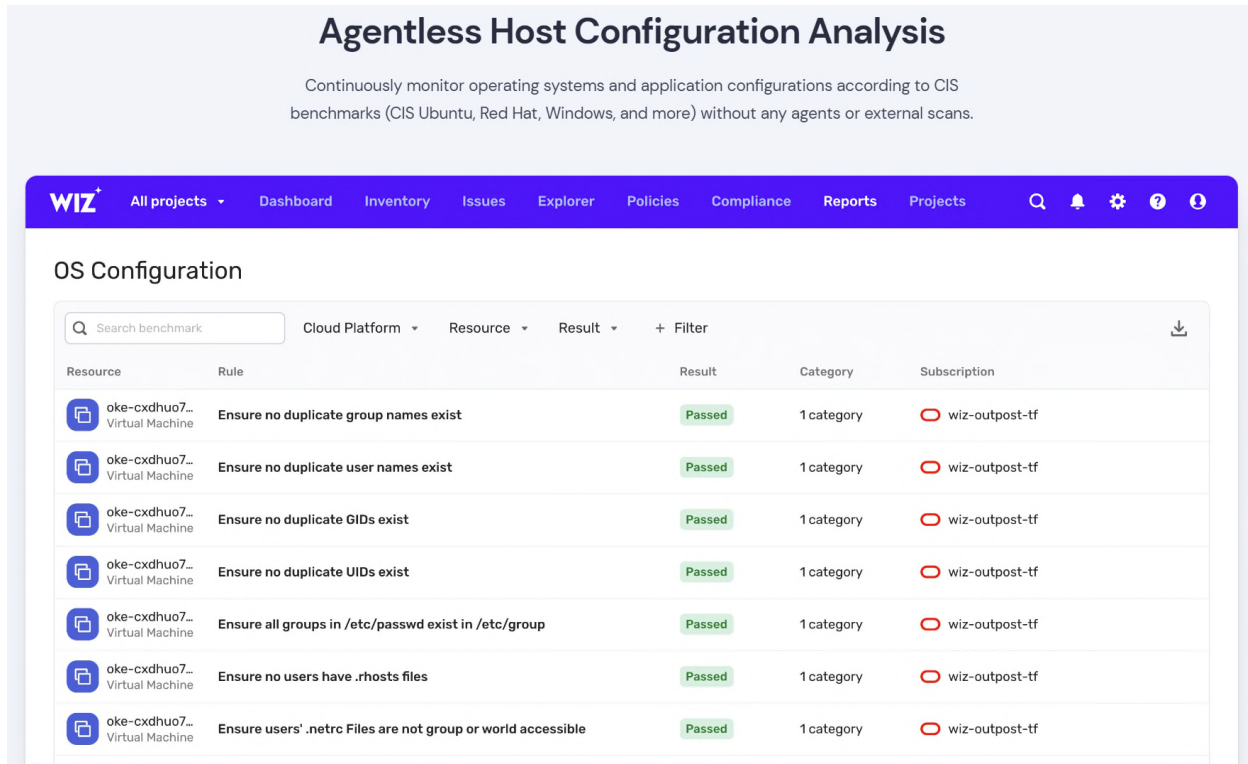 Agentless Host Configuration Analysis
Continuously monitor operating systems and application configurations according to CIS
benchmarks (CIS Ubuntu, Red Hat, Windows, and more) without any agents or external scans.
WIZ All projects Dashboard Inventory Issues Explorer Policies Compliance Reports Projects
OS Configuration
Search benchmark Cloud Platform Resource Result + Filter
Resource Rule Result Category Subscription
oke-cxdhuo7... Ensure no duplicate group names exist Passed 1 category wiz-outpost-tf
Virtual Machine
oke-cxdhuo7... Ensure no duplicate user names exist Passed 1 category wiz-outpost-tf
Virtual Machine
oke-cxdhuo7... Ensure no duplicate GIDs exist Passed 1 category wiz-outpost-tf
Virtual Machine
oke-cxdhuo7... Ensure no duplicate UIDs exist Passed 1 category wiz-outpost-tf
Virtual Machine
oke-cxdhuo7... Ensure all groups in /etc/passwd exist in /etc/group Passed 1 category wiz-outpost-tf
Virtual Machine
oke-cxdhuo7... Ensure no users have .rhosts files Passed 1 category wiz-outpost-tf
Virtual Machine
oke-cxdhuo7... Ensure users' .netrc Files are not group or world accessible Passed 1 category wiz-outpost-tf
Virtual Machine